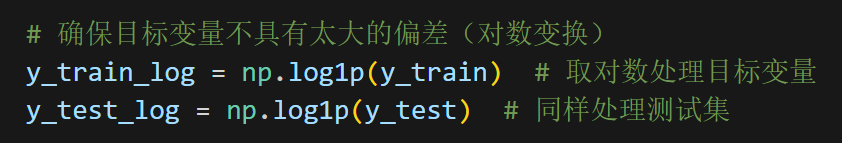 # 确保目标变量不具有太大的偏差（对数变换）
y_train_log = np.log1p(y_train)  # 取对数处理目标变量
y_test_log = np.log1p(y_test)  # 同样处理测试集